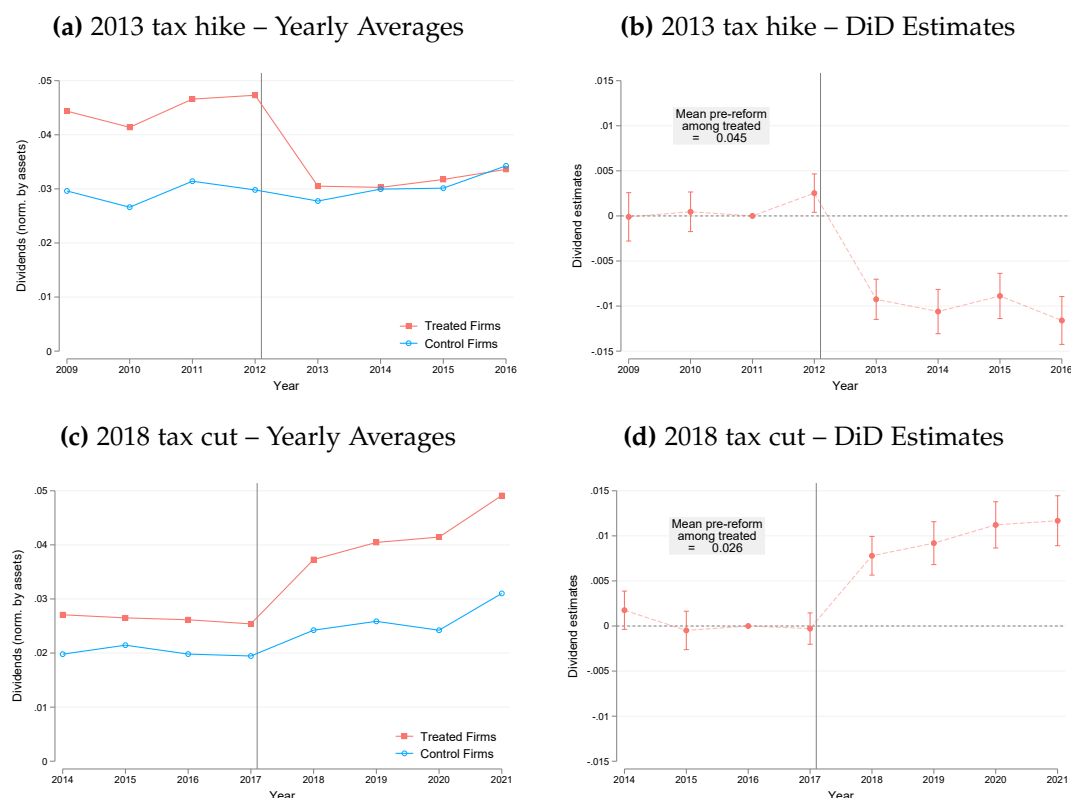 (a) 2013 tax hike – Yearly Averages
.05
.04
.03
.02
.01
0
Dividends (norm. by assets)
Treated Firms
Control Firms
2009 2010 2011 2012 2013 2014 2015 2016
Year
(b) 2013 tax hike – DiD Estimates
.015
.01
.005
0
-.005
-.01
-.015
Dividend estimates
Mean pre-reform
among treated
= 0.045
2009 2010 2011 2012 2013 2014 2015 2016
Year
(c) 2018 tax cut – Yearly Averages
.05
.04
.03
.02
.01
0
Dividends (norm. by assets)
Treated Firms
Control Firms
2014 2015 2016 2017 2018 2019 2020 2021
Year
(d) 2018 tax cut – DiD Estimates
.015
.01
.005
0
-.005
-.01
-.015
Dividend estimates
Mean pre-reform
among treated
= 0.026
2014 2015 2016 2017 2018 2019 2020 2021
Year